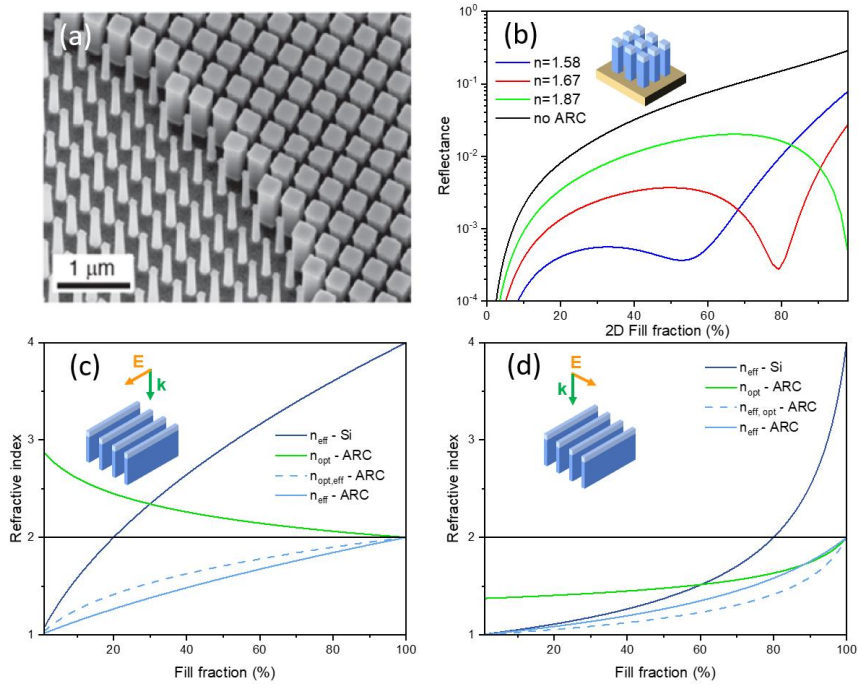 (a)
1 μm
(b)
n=1.58
n=1.67
n=1.87
no ARC
Reflectance
10⁰
10⁻¹
10⁻²
10⁻³
10⁻⁴
0 20 40 60 80
2D Fill fraction (%)
(c)
E
k
n_eff - Si
n_opt - ARC
n_opt,eff - ARC
n_eff - ARC
Refractive index
4
3
2
1
20 40 60 80 100
Fill fraction (%)
(d)
E
k
n_eff - Si
n_opt - ARC
n_eff, opt - ARC
n_eff - ARC
Refractive index
4
3
2
1
20 40 60 80 100
Fill fraction (%)